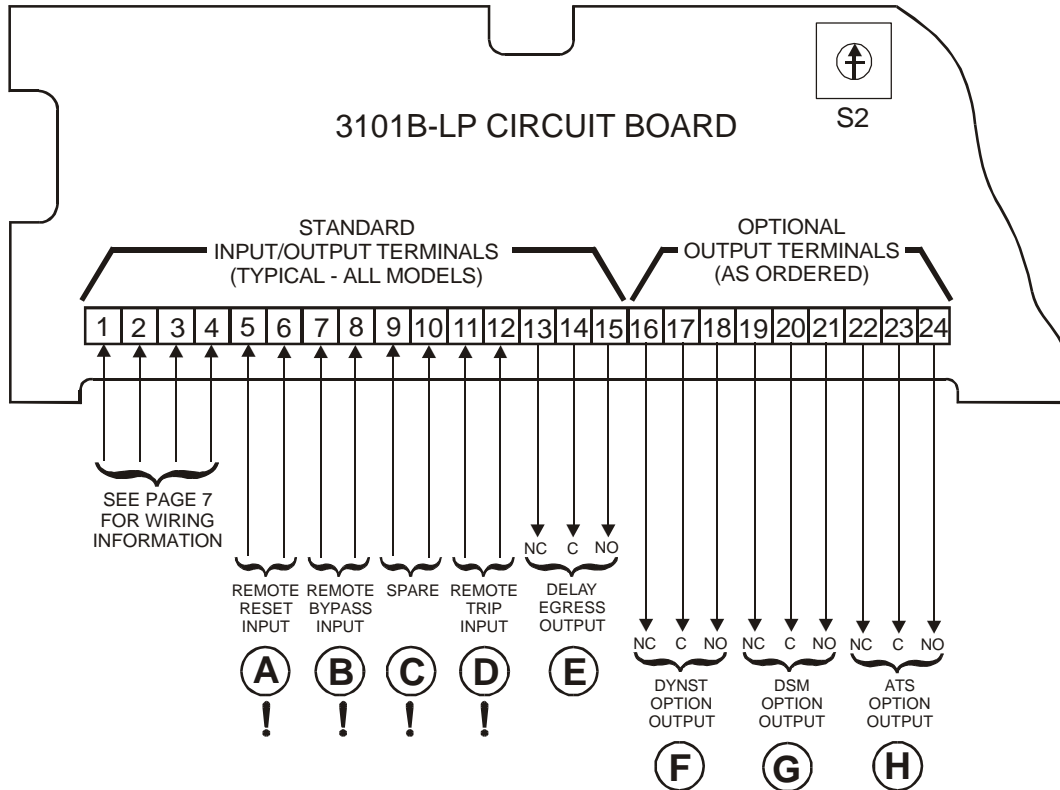 S2
3101B-LP CIRCUIT BOARD
STANDARD
INPUT/OUTPUT TERMINALS
(TYPICAL - ALL MODELS)
OPTIONAL
OUTPUT TERMINALS
(AS ORDERED)
1 2 3 4 5 6 7 8 9 10 11 12 13 14 15 16 17 18 19 20 21 22 23 24
SEE PAGE 7
FOR WIRING
INFORMATION
REMOTE
RESET
INPUT
A
!
REMOTE
BYPASS
INPUT
B
!
SPARE
C
!
REMOTE
TRIP
INPUT
D
!
NC C NO
DELAY
EGRESS
OUTPUT
E
NC C NO
DYNST
OPTION
OUTPUT
F
NC C NO
DSM
OPTION
OUTPUT
G
NC C NO
ATS
OPTION
OUTPUT
H